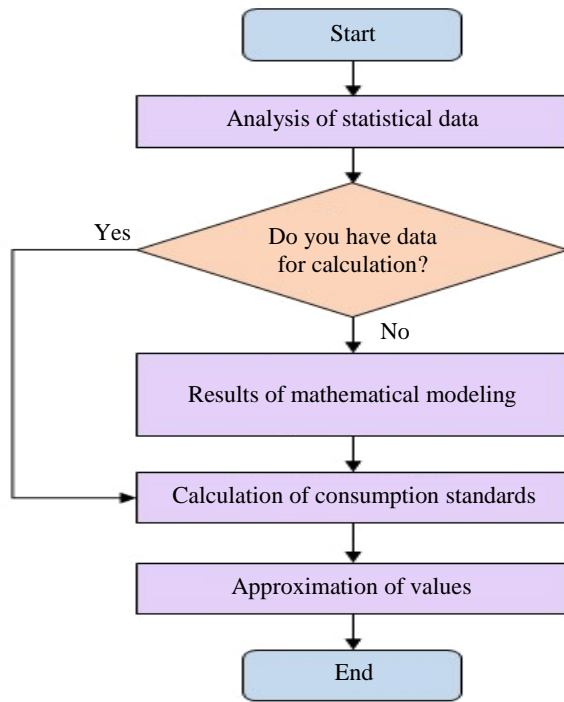 Start
Analysis of statistical data
Yes
Do you have data
for calculation?
No
Results of mathematical modeling
Calculation of consumption standards
Approximation of values
End